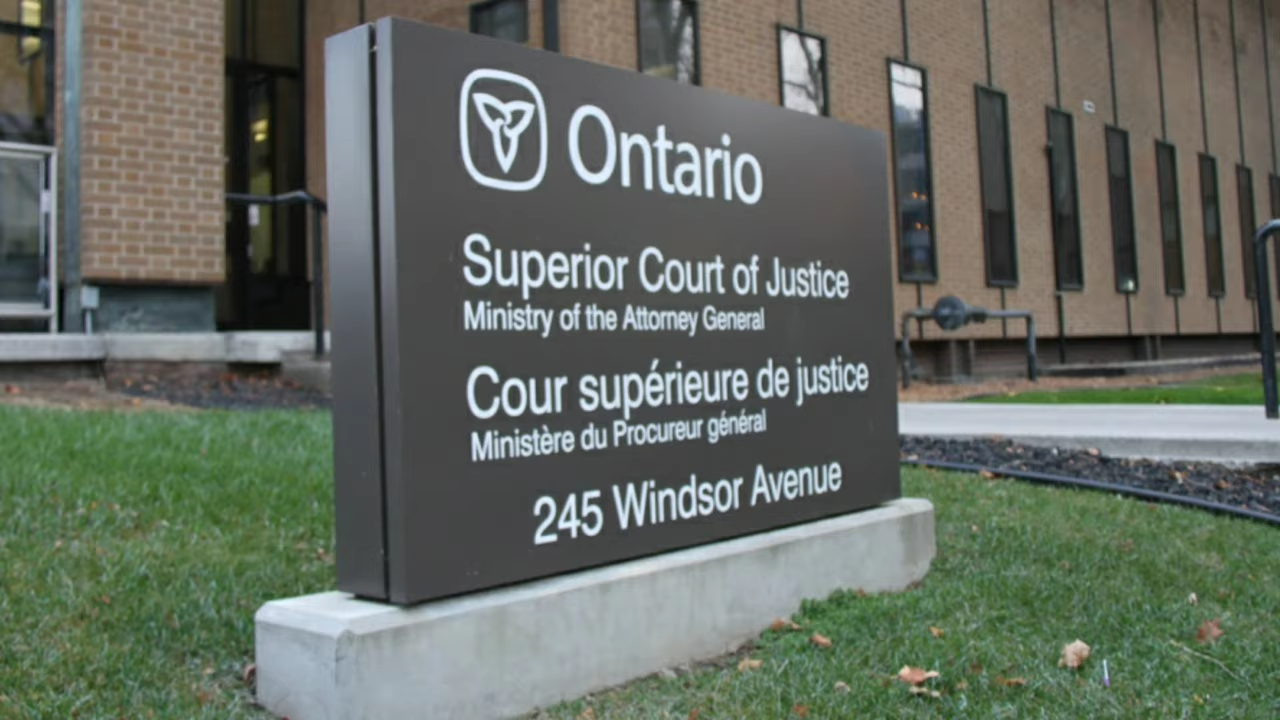 Ontario
Superior Court of Justice
Ministry of the Attorney General
Cour supérieure de justice
Ministère du Procureur général
245 Windsor Avenue